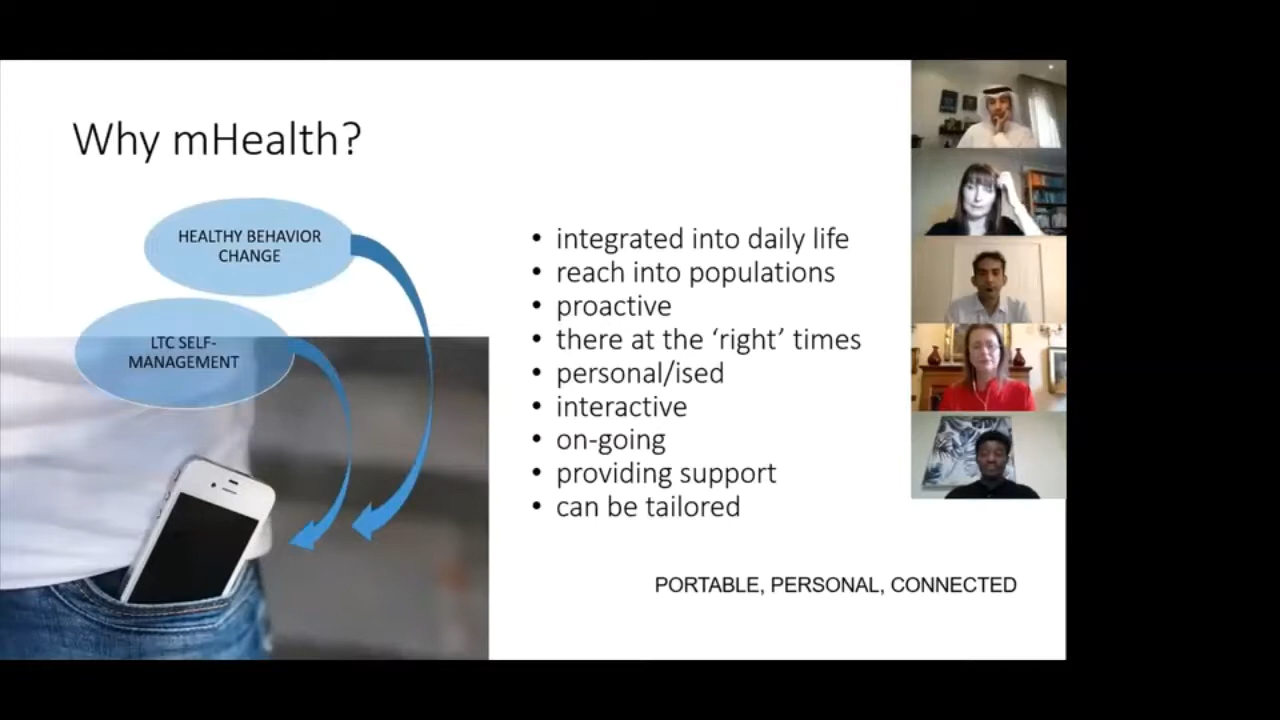 Why mHealth?
HEALTHY BEHAVIOR
CHANGE
LTC SELF-
MANAGEMENT
• integrated into daily life
• reach into populations
• proactive
• there at the ‘right’ times
• personal/ised
• interactive
• on-going
• providing support
• can be tailored
PORTABLE, PERSONAL, CONNECTED